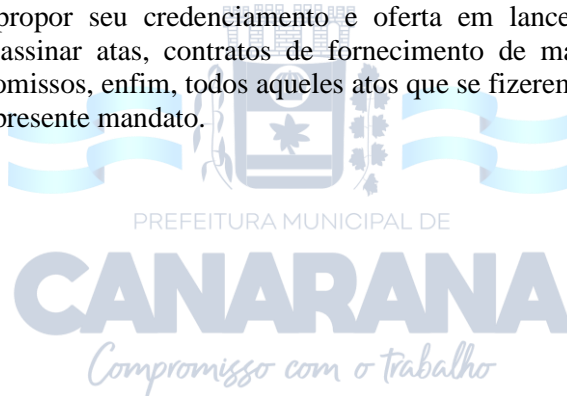 propor seu credenciamento e oferta em lance
assinar atas, contratos de fornecimento de ma
omissos, enfim, todos aqueles atos que se fizerem
presente mandato.
PREFEITURA MUNICIPAL DE
CANARANA
Compromisso com o trabalho